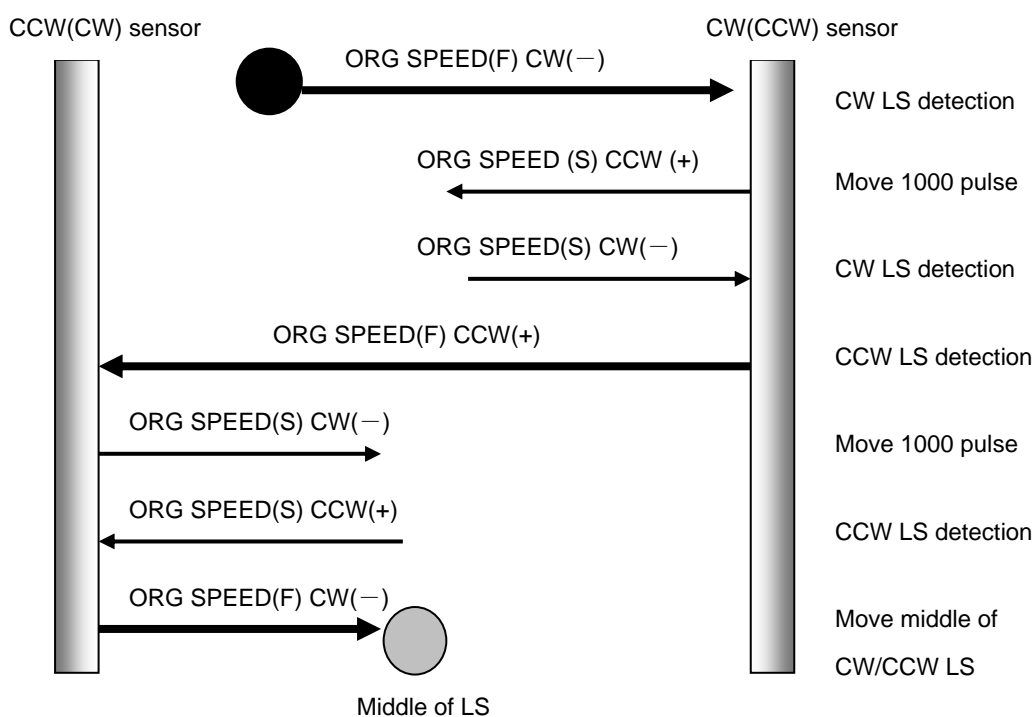 CCW(CW) sensor
CW(CCW) sensor
ORG SPEED(F) CW(－)
CW LS detection
ORG SPEED (S) CCW (+)
Move 1000 pulse
ORG SPEED(S) CW(－)
CW LS detection
ORG SPEED(F) CCW(+)
CCW LS detection
ORG SPEED(S) CW(－)
Move 1000 pulse
ORG SPEED(S) CCW(+)
CCW LS detection
ORG SPEED(F) CW(－)
Move middle of
CW/CCW LS
Middle of LS